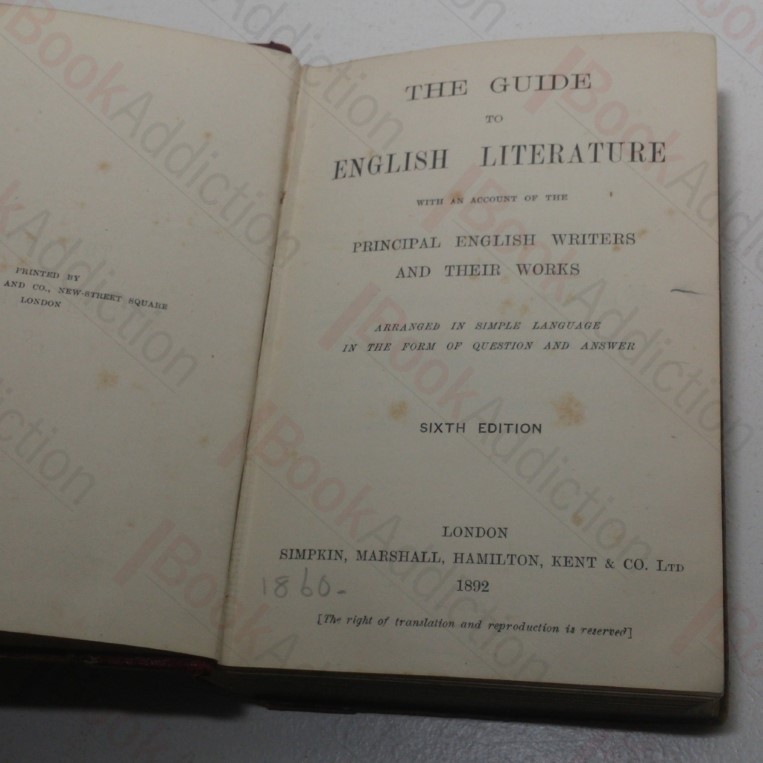 PRINTED BY
AND CO., NEW-STREET SQUARE
LONDON
THE GUIDE
TO
ENGLISH LITERATURE
WITH AN ACCOUNT OF THE
PRINCIPAL ENGLISH WRITERS
AND THEIR WORKS
ARRANGED IN SIMPLE LANGUAGE
IN THE FORM OF QUESTION AND ANSWER
SIXTH EDITION
LONDON
SIMPKIN, MARSHALL, HAMILTON, KENT & CO. LTD
1860-
1892
[The right of translation and reproduction is reserved]
BookAddiction